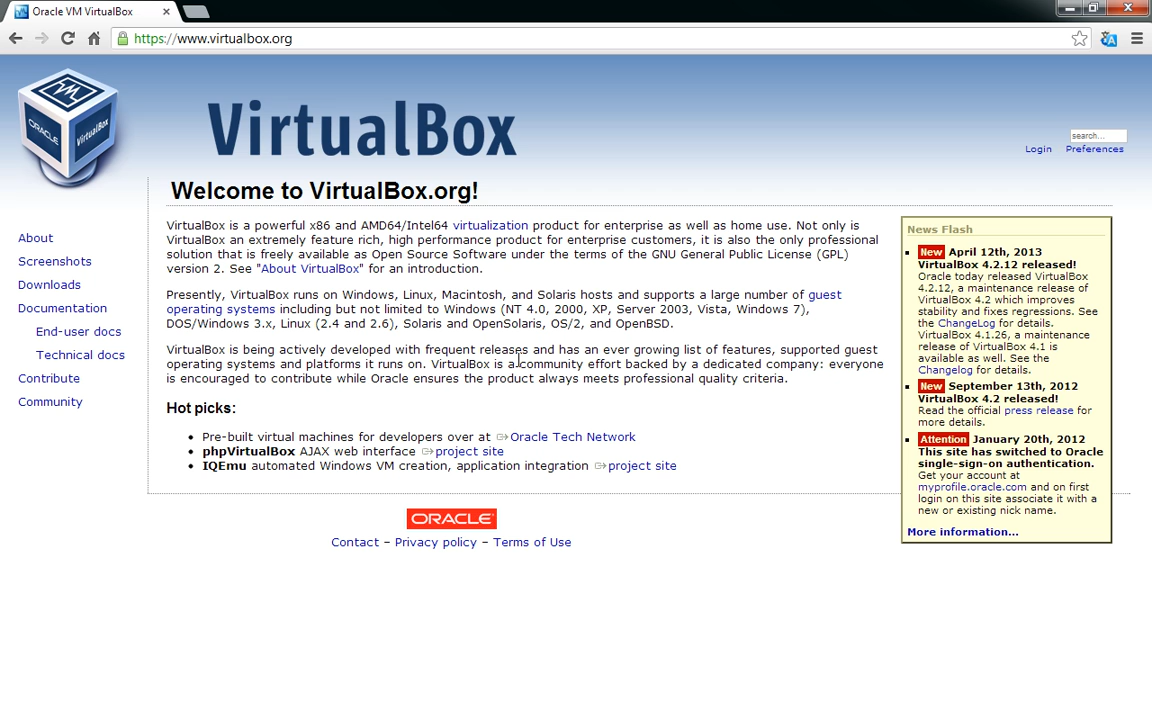 Oracle VM VirtualBox
https://www.virtualbox.org
ORACLE
VirtualBox
VirtualBox
search...
Login Preferences
Welcome to VirtualBox.org!
About
Screenshots
Downloads
Documentation
End-user docs
Technical docs
Contribute
Community
VirtualBox is a powerful x86 and AMD64/Intel64 virtualization product for enterprise as well as home use. Not only is
VirtualBox an extremely feature rich, high performance product for enterprise customers, it is also the only professional
solution that is freely available as Open Source Software under the terms of the GNU General Public License (GPL)
version 2. See "About VirtualBox" for an introduction.
Presently, VirtualBox runs on Windows, Linux, Macintosh, and Solaris hosts and supports a large number of guest
operating systems including but not limited to Windows (NT 4.0, 2000, XP, Server 2003, Vista, Windows 7),
DOS/Windows 3.x, Linux (2.4 and 2.6), Solaris and OpenSolaris, OS/2, and OpenBSD.
VirtualBox is being actively developed with frequent releases and has an ever growing list of features, supported guest
operating systems and platforms it runs on. VirtualBox is a community effort backed by a dedicated company: everyone
is encouraged to contribute while Oracle ensures the product always meets professional quality criteria.
Hot picks:
• Pre-built virtual machines for developers over at Oracle Tech Network
• phpVirtualBox AJAX web interface project site
• IQEmu automated Windows VM creation, application integration project site
News Flash
New April 12th, 2013
VirtualBox 4.2.12 released!
Oracle today released VirtualBox
4.2.12, a maintenance release of
VirtualBox 4.2 which improves
stability and fixes regressions. See
the ChangeLog for details.
VirtualBox 4.1.26, a maintenance
release of VirtualBox 4.1 is
available as well. See the
Changelog for details.
New September 13th, 2012
VirtualBox 4.2 released!
Read the official press release for
more details.
Attention January 20th, 2012
This site has switched to Oracle
single-sign-on authentication.
Get your account at
myprofile.oracle.com and on first
login on this site associate it with a
new or existing nick name.
More information...
ORACLE
Contact – Privacy policy – Terms of Use